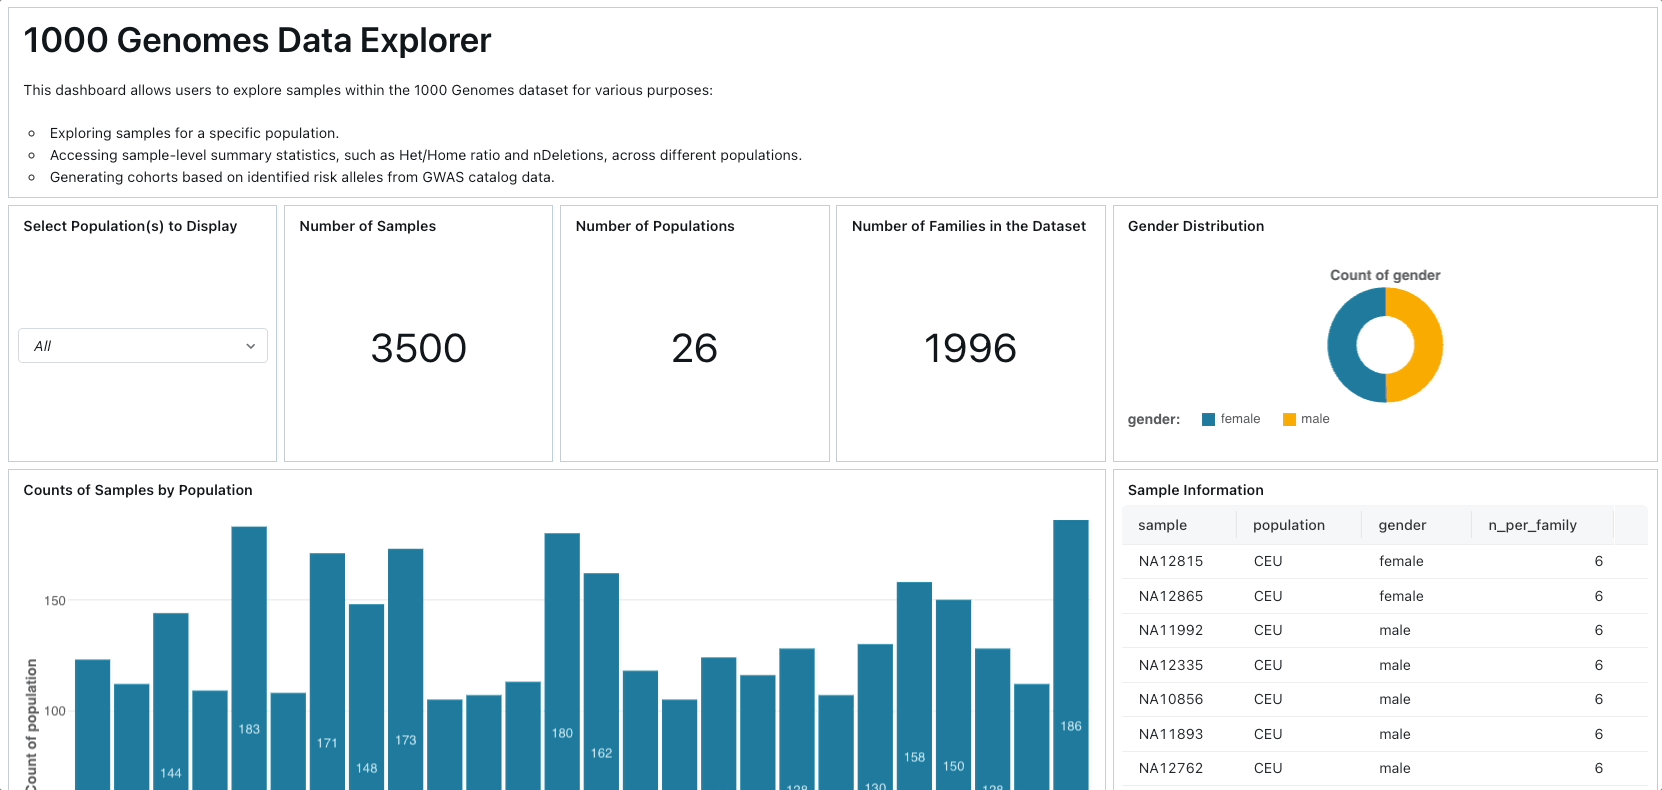 1000 Genomes Data Explorer
This dashboard allows users to explore samples within the 1000 Genomes dataset for various purposes:
Exploring samples for a specific population.
Accessing sample-level summary statistics, such as Het/Home ratio and nDeletions, across different populations.
Generating cohorts based on identified risk alleles from GWAS catalog data.
Select Population(s) to Display
All
Number of Samples
3500
Number of Populations
26
Number of Families in the Dataset
1996
Gender Distribution
Count of gender
gender: female male
Counts of Samples by Population
Count of population
150
100
144
183
171
148
173
180
162
128
130
158
150
128
186
Sample Information
sample population gender n_per_family
NA12815 CEU female 6
NA12865 CEU female 6
NA11992 CEU male 6
NA12335 CEU male 6
NA10856 CEU male 6
NA11893 CEU male 6
NA12762 CEU male 6